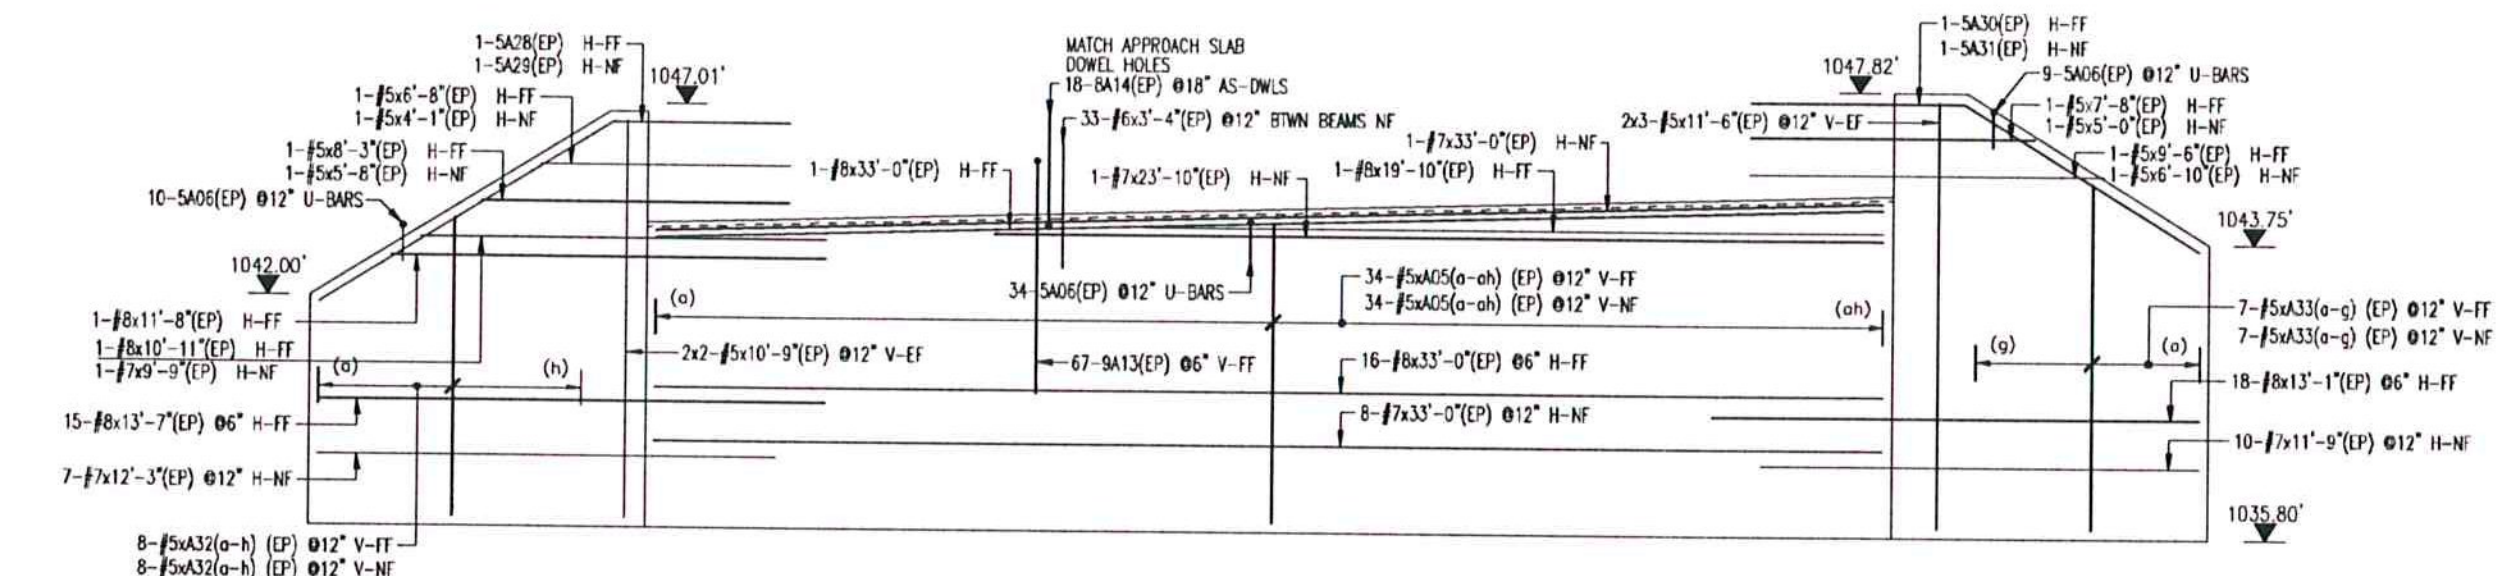 1-5A28(EP) H-FF
1-5A29(EP) H-NF
1047.01'
1-#5x6'-8"(EP) H-FF
1-#5x4'-1"(EP) H-NF
1-#5x8'-3"(EP) H-FF
1-#5x5'-8"(EP) H-NF
10-5A06(EP) @12" U-BARS
1042.00'
1-#8x11'-8"(EP) H-FF
1-#8x10'-11"(EP) H-FF
1-#7x9'-9"(EP) H-NF
(a)
(h)
15-#8x13'-7"(EP) @6" H-FF
7-#7x12'-3"(EP) @12" H-NF
8-#5xA32(a-h) (EP) @12" V-FF
8-#5xA32(a-h) (EP) @12" V-NF
MATCH APPROACH SLAB
DOWEL HOLES
18-8A14(EP) @18" AS-DWLS
33-#6x3'-4"(EP) @12" BTWN BEAMS NF
1-#8x33'-0"(EP) H-FF
1-#7x23'-10"(EP) H-NF
1-#7x33'-0"(EP) H-NF
1-#8x19'-10"(EP) H-FF
34-5A06(EP) @12" U-BARS
34-#5xA05(a-ah) (EP) @12" V-FF
34-#5xA05(a-ah) (EP) @12" V-NF
(a)
(ah)
2x2-#5x10'-9"(EP) @12" V-EF
67-9A13(EP) @6" V-FF
16-#8x33'-0"(EP) @6" H-FF
8-#7x33'-0"(EP) @12" H-NF
1-5A30(EP) H-FF
1-5A31(EP) H-NF
1047.82'
9-5A06(EP) @12" U-BARS
2x3-#5x11'-6"(EP) @12" V-EF
1-#5x7'-8"(EP) H-FF
1-#5x5'-0"(EP) H-NF
1-#5x9'-6"(EP) H-FF
1-#5x6'-10"(EP) H-NF
1043.75'
7-#5xA33(a-g) (EP) @12" V-FF
7-#5xA33(a-g) (EP) @12" V-NF
(g)
(a)
18-#8x13'-1"(EP) @6" H-FF
10-#7x11'-9"(EP) @12" H-NF
1035.80'